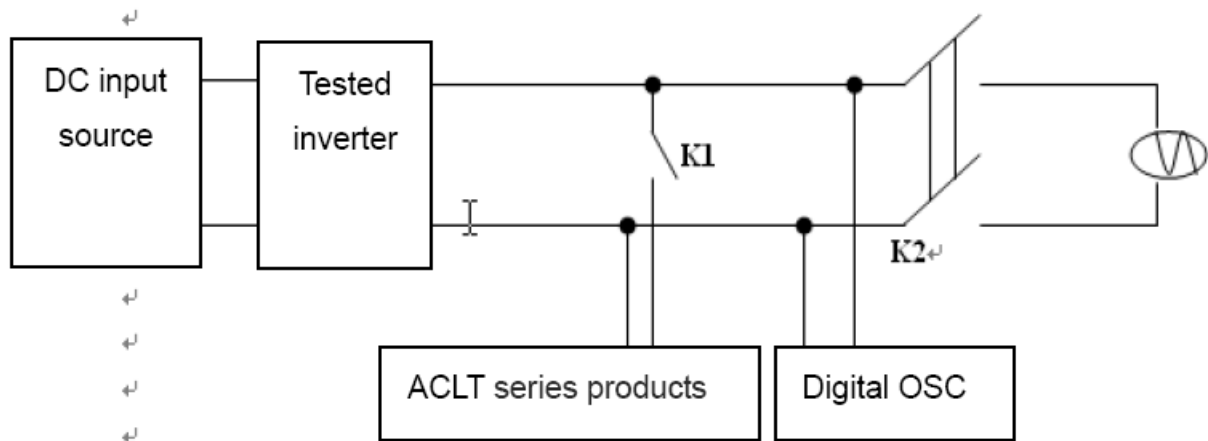 DC input
source
Tested
inverter
K1
K2
ACLT series products
Digital OSC